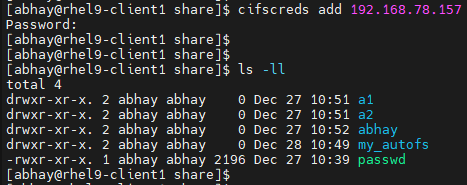 [abhay@rhel9-client1 share]$ cifscreds add 192.168.78.157
Password:
[abhay@rhel9-client1 share]$
[abhay@rhel9-client1 share]$
[abhay@rhel9-client1 share]$ ls -ll
total 4
drwxr-xr-x. 2 abhay abhay    0 Dec 27 10:51 a1
drwxr-xr-x. 2 abhay abhay    0 Dec 27 10:51 a2
drwxr-xr-x. 2 abhay abhay    0 Dec 27 10:52 abhay
drwxr-xr-x. 2 abhay abhay    0 Dec 28 10:49 my_autofs
-rwxr-xr-x. 1 abhay abhay 2196 Dec 27 10:39 passwd
[abhay@rhel9-client1 share]$